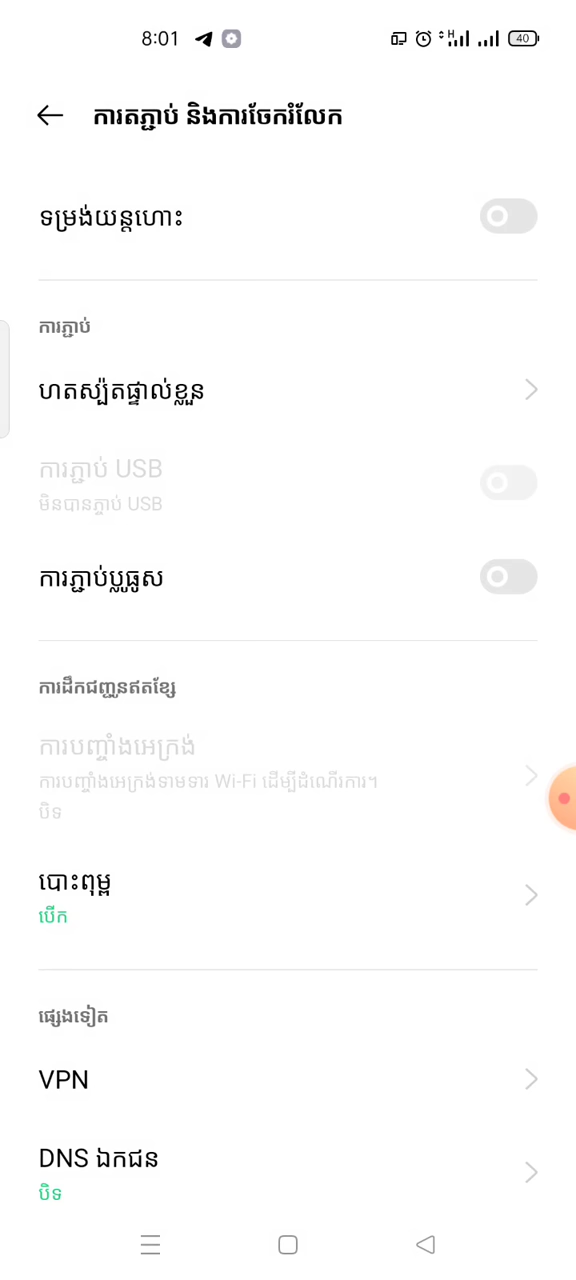 8:01
H
40
ការតភ្ជាប់ និងការចែករំលែក
ទម្រង់យន្តហោះ
ការភ្ជាប់
ហតស្ប៉តផ្ទាល់ខ្លួន
ការភ្ជាប់ USB
មិនបានភ្ចាប់ USB
ការភ្ជាប់ប្លូធូស
ការដឹកជញ្ជូនឥតខ្សែ
ការបញ្ចាំងអេក្រង់
ការបញ្ចាំងអេក្រង់ទាមទារ Wi-Fi ដើម្បីដំណើរការ។
បិទ
បោះពុម្ព
បើក
ផ្សេងទៀត
VPN
DNS ឯកជន
បិទ